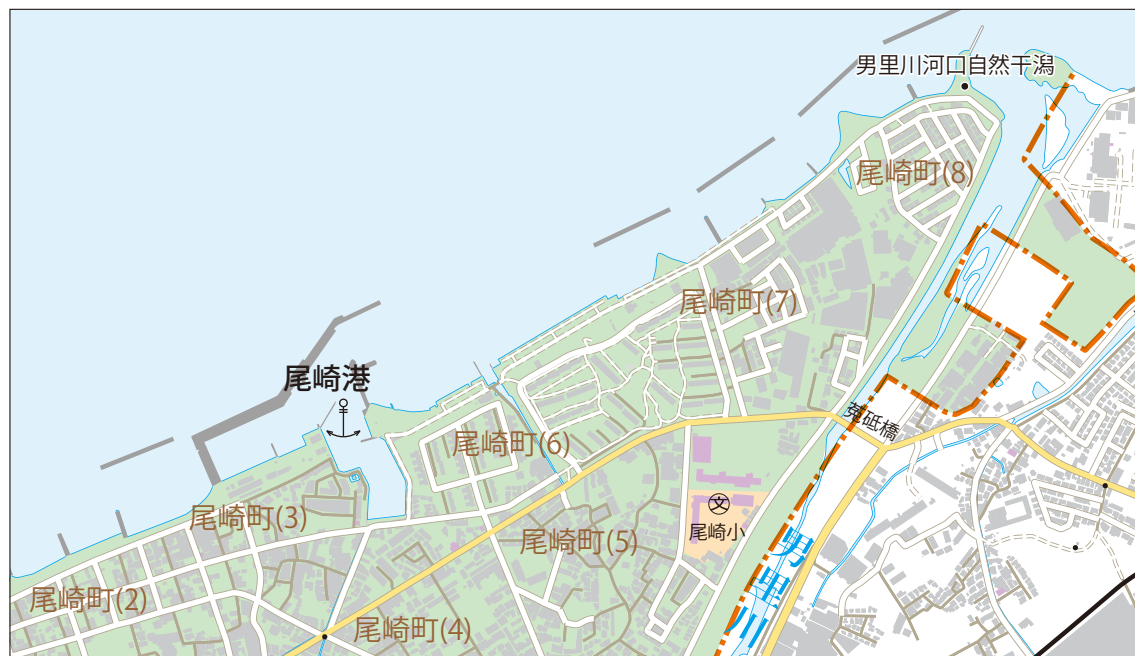 男里川河口自然干潟
尾崎町(8)
尾崎町(7)
尾崎港
尾崎町(6)
菟砥橋
尾崎町(3)
文
尾崎小
尾崎町(5)
男里川
尾崎町(2)
尾崎町(4)